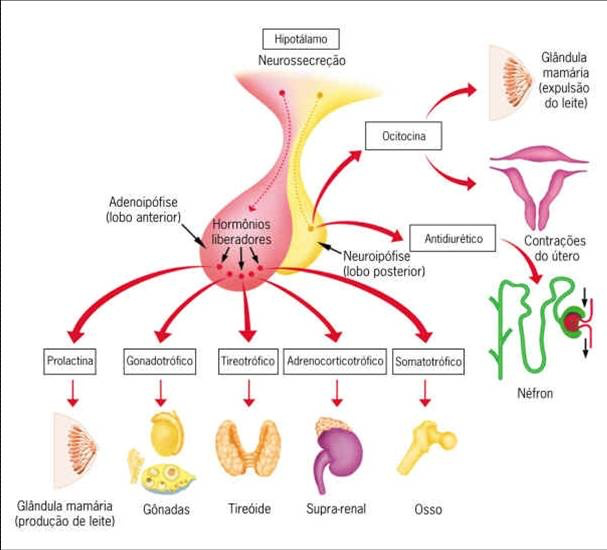 Hipotálamo
Neurossecreção
Glândula
mamária
(expulsão
do leite)
Ocitocina
Adenoipófise
(lobo anterior)
Hormônios
liberadores
Neuroipófise
(lobo posterior)
Antidiurético
Contrações
do útero
Néfron
Prolactina
Gonadotrófico
Tireotrófico
Adrenocorticotrófico
Somatotrófico
Glândula mamária
(produção de leite)
Gônadas
Tireóide
Supra-renal
Osso